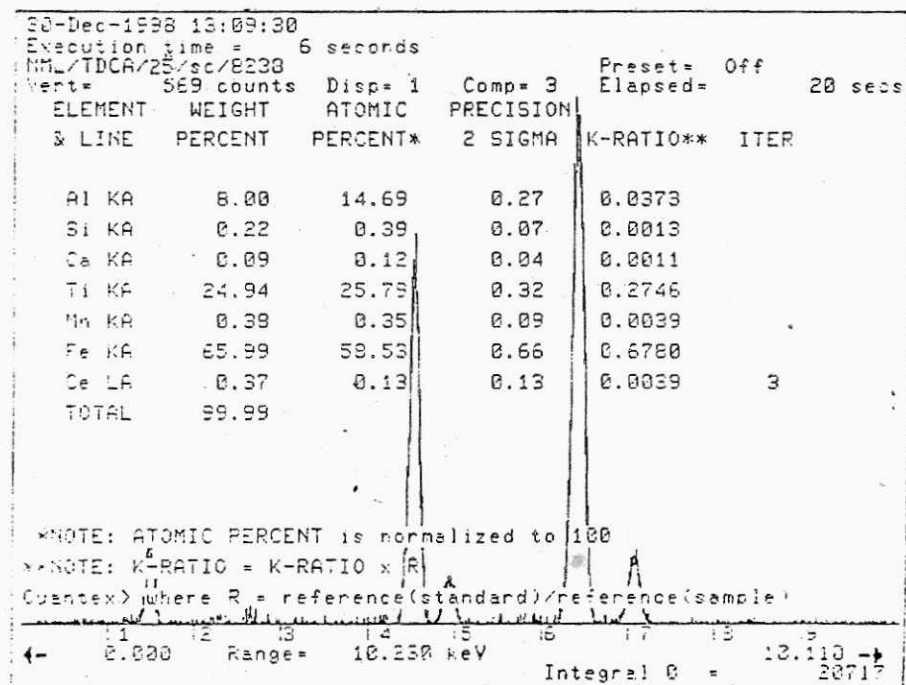 30-Dec-1998 13:09:30
Execution time = 6 seconds
NML/TDCA/25/sc/8238 Preset= Off
Vert= 569 counts Disp= 1 Comp= 3 Elapsed= 20 secs
ELEMENT WEIGHT ATOMIC PRECISION
& LINE PERCENT PERCENT* 2 SIGMA K-RATIO** ITER
Al KA 8.00 14.69 0.27 0.0373
Si KA 0.22 0.39 0.07 0.0013
Ca KA 0.09 0.12 0.04 0.0011
Ti KA 24.94 25.79 0.32 0.2746
Mn KA 0.39 0.35 0.09 0.0039
Fe KA 65.99 58.53 0.66 0.6780
Ce LA 0.37 0.13 0.13 0.0039 3
TOTAL 99.99
*NOTE: ATOMIC PERCENT is normalized to 100
**NOTE: K-RATIO = K-RATIO x R
Quantex> where R = reference(standard)/reference(sample)
1 2 3 4 5 6 7 8 9
←- 0.000 Range= 10.230 keV 10.110 -→
Integral 0 = 20717